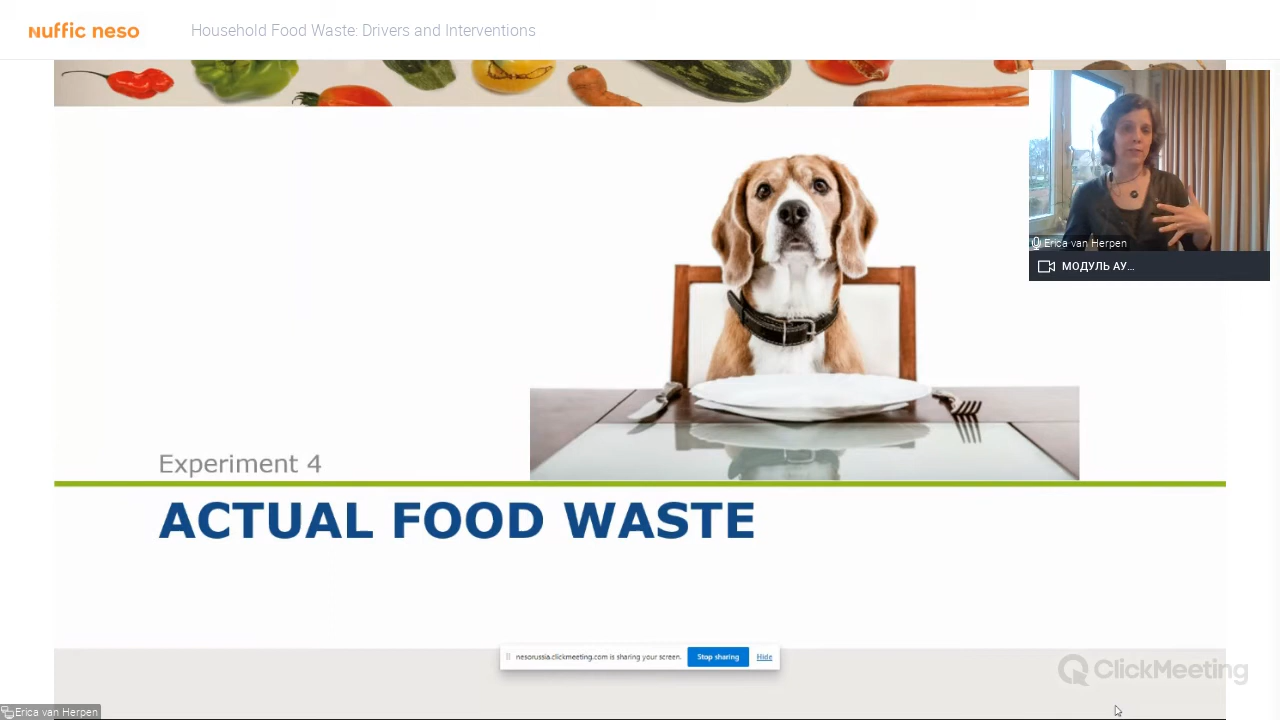 Nuffic neso
Household Food Waste: Drivers and Interventions
Erica van Herpen
МОДУЛЬ АУ...
Experiment 4
ACTUAL FOOD WASTE
nesorussia.clickmeeting.com is sharing your screen.
Stop sharing
Hide
ClickMeeting
Erica van Herpen